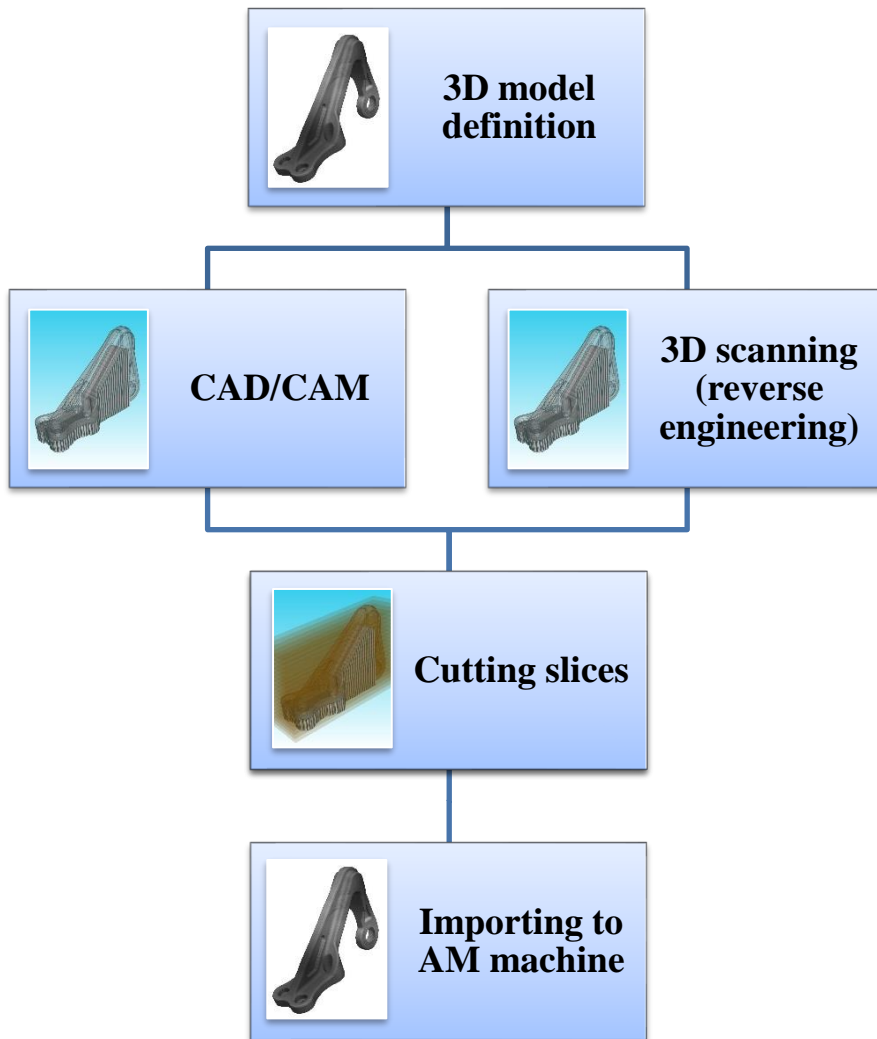 3D model
definition
CAD/CAM
3D scanning
(reverse
engineering)
Cutting slices
Importing to
AM machine